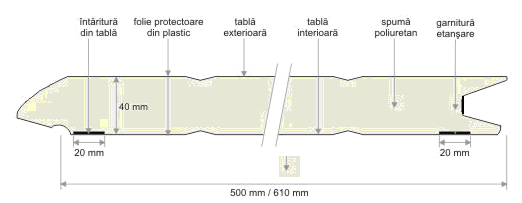 întăritură
din tablă
folie protectoare
din plastic
tablă
exterioară
tablă
interioară
spumă
poliuretan
garnitură
etanşare
40 mm
20 mm
20 mm
500 mm / 610 mm